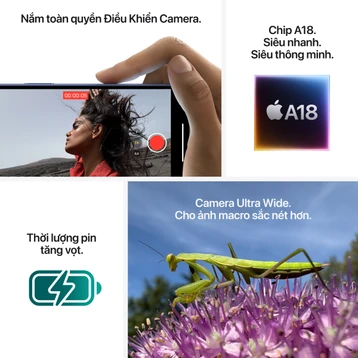 Nắm toàn quyền Điều Khiển Camera.
00:00:05
Chip A18.
Siêu nhanh.
Siêu thông minh.
A18
Thời lượng pin
tăng vọt.
Camera Ultra Wide.
Cho ảnh macro sắc nét hơn.